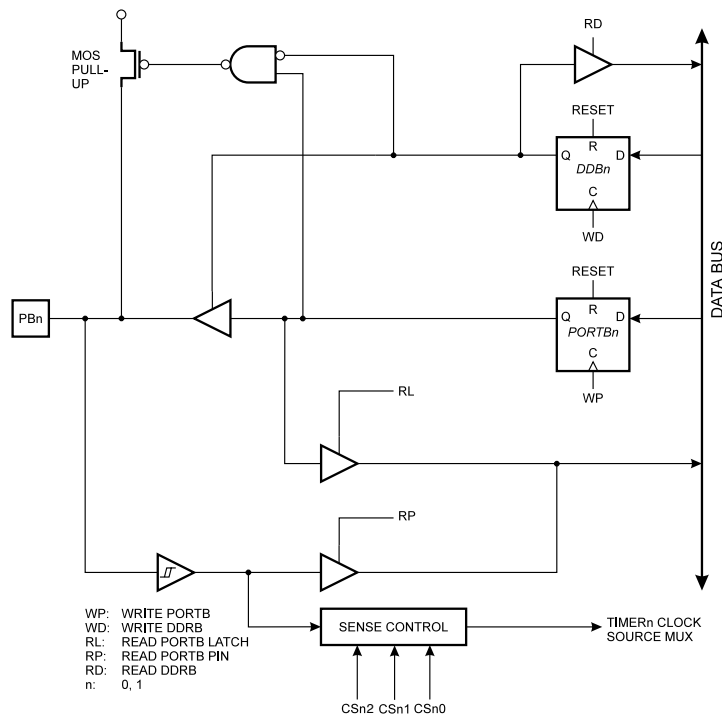 RD
MOS
PULL-
UP
RESET
R
Q
D
DDBn
C
WD
RESET
R
PBn
Q
D
PORTBn
C
WP
DATA BUS
RL
RP
WP: WRITE PORTB
WD: WRITE DDRB
RL: READ PORTB LATCH
RP: READ PORTB PIN
RD: READ DDRB
n: 0, 1
SENSE CONTROL
TIMERn CLOCK
SOURCE MUX
CSn2 CSn1 CSn0